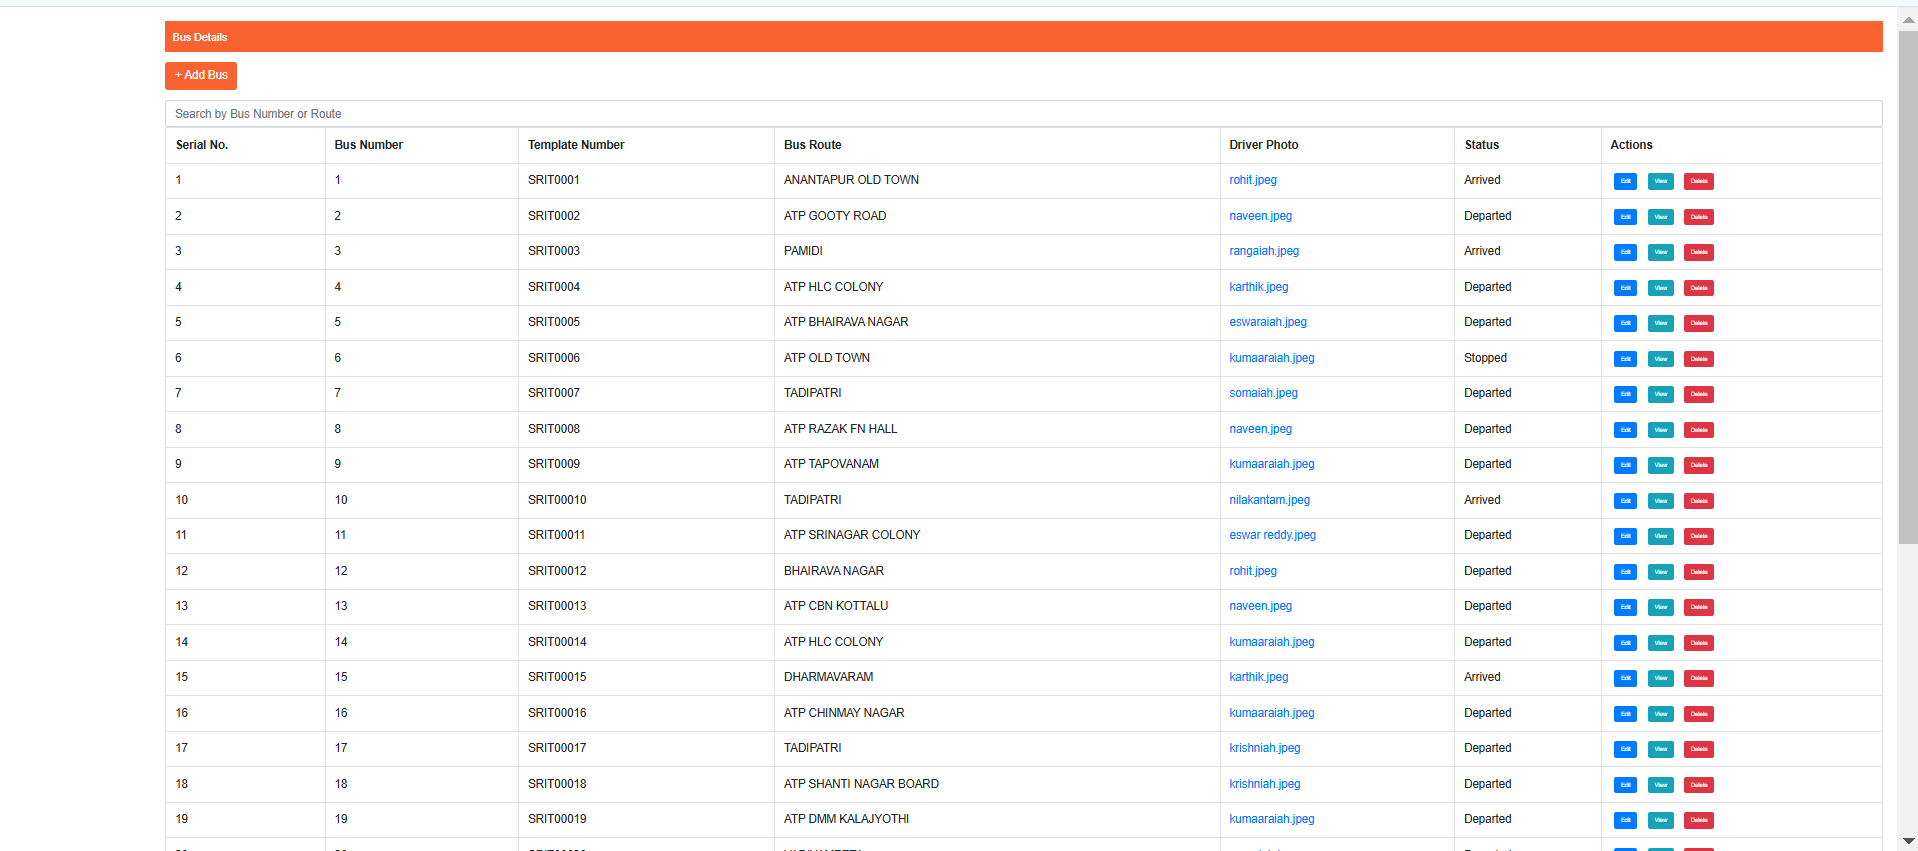 Bus Details
+ Add Bus
Search by Bus Number or Route
Serial No. Bus Number Template Number Bus Route Driver Photo Status Actions
1 1 SRIT0001 ANANTAPUR OLD TOWN rohit.jpeg Arrived Edit View Delete
2 2 SRIT0002 ATP GOOTY ROAD naveen.jpeg Departed Edit View Delete
3 3 SRIT0003 PAMIDI rangaiah.jpeg Arrived Edit View Delete
4 4 SRIT0004 ATP HLC COLONY karthik.jpeg Departed Edit View Delete
5 5 SRIT0005 ATP BHAIRAVA NAGAR eswaraiah.jpeg Departed Edit View Delete
6 6 SRIT0006 ATP OLD TOWN kumaaraiah.jpeg Stopped Edit View Delete
7 7 SRIT0007 TADIPATRI somaiah.jpeg Departed Edit View Delete
8 8 SRIT0008 ATP RAZAK FN HALL naveen.jpeg Departed Edit View Delete
9 9 SRIT0009 ATP TAPOVANAM kumaaraiah.jpeg Departed Edit View Delete
10 10 SRIT00010 TADIPATRI nilakantam.jpeg Arrived Edit View Delete
11 11 SRIT00011 ATP SRINAGAR COLONY eswar reddy.jpeg Departed Edit View Delete
12 12 SRIT00012 BHAIRAVA NAGAR rohit.jpeg Departed Edit View Delete
13 13 SRIT00013 ATP CBN KOTTALU naveen.jpeg Departed Edit View Delete
14 14 SRIT00014 ATP HLC COLONY kumaaraiah.jpeg Departed Edit View Delete
15 15 SRIT00015 DHARMAVARAM karthik.jpeg Arrived Edit View Delete
16 16 SRIT00016 ATP CHINMAY NAGAR kumaaraiah.jpeg Departed Edit View Delete
17 17 SRIT00017 TADIPATRI krishniah.jpeg Departed Edit View Delete
18 18 SRIT00018 ATP SHANTI NAGAR BOARD krishniah.jpeg Departed Edit View Delete
19 19 SRIT00019 ATP DMM KALAJYOTHI kumaaraiah.jpeg Departed Edit View Delete